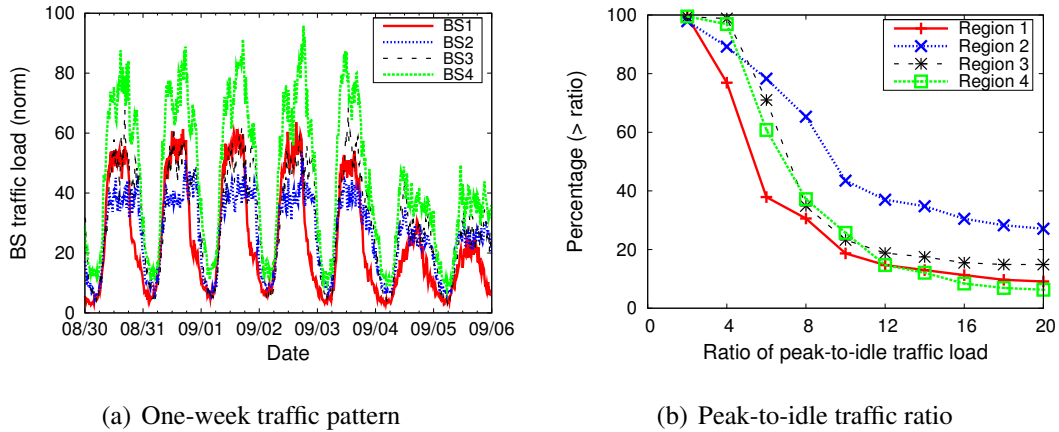 BS traffic load (norm)
100
80
60
40
20
0
BS1
BS2
BS3
BS4
08/30 08/31 09/01 09/02 09/03 09/04 09/05 09/06
Date
(a) One-week traffic pattern
Percentage (> ratio)
100
80
60
40
20
0
Region 1
Region 2
Region 3
Region 4
0 4 8 12 16 20
Ratio of peak-to-idle traffic load
(b) Peak-to-idle traffic ratio